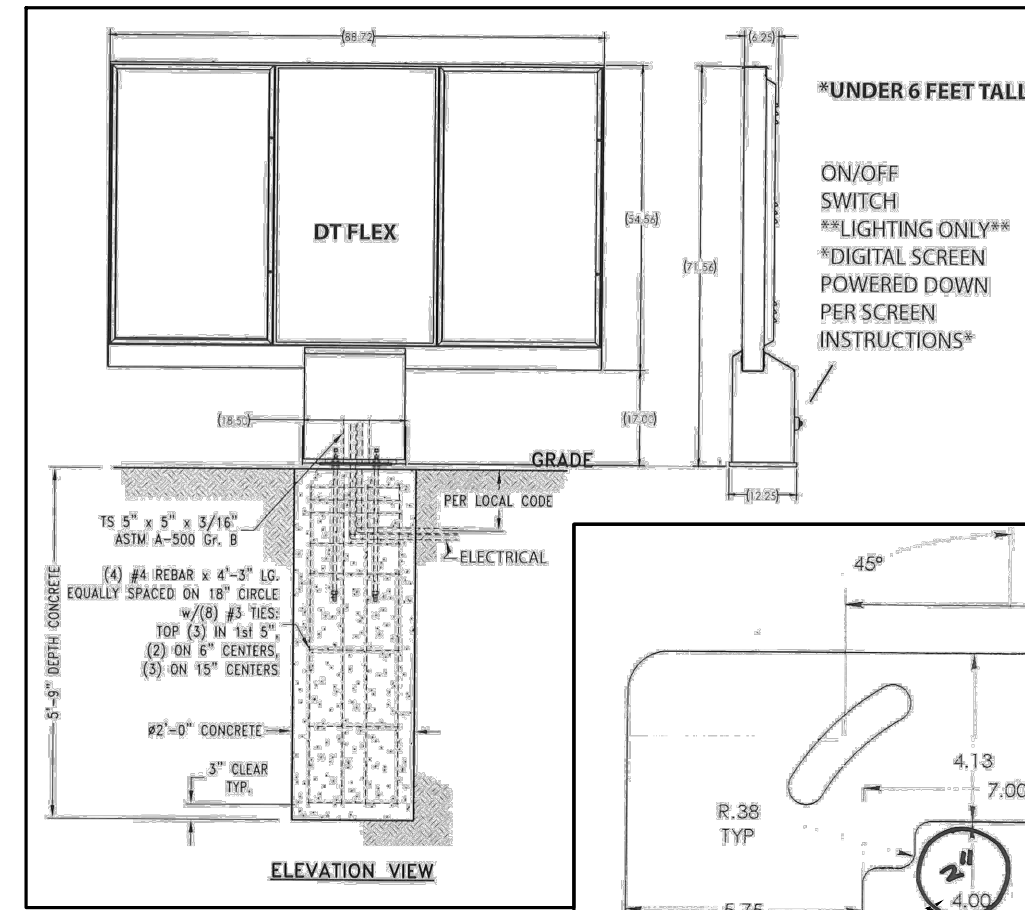 (88.72)
(6.25)
*UNDER 6 FEET TALL
ON/OFF
SWITCH
**LIGHTING ONLY**
*DIGITAL SCREEN
POWERED DOWN
PER SCREEN
INSTRUCTIONS*
DT FLEX
(54.56)
(71.56)
(18.50)
(17.00)
GRADE
(12.25)
PER LOCAL CODE
ELECTRICAL
TS 5" x 5" x 3/16"
ASTM A-500 Gr. B
(4) #4 REBAR x 4'-3" LG.
EQUALLY SPACED ON 18" CIRCLE
w/(8) #3 TIES:
TOP (3) IN 1st 5",
(2) ON 6" CENTERS,
(3) ON 15" CENTERS
5'-9" DEPTH CONCRETE
ø2'-0" CONCRETE
3" CLEAR
TYP.
ELEVATION VIEW
45°
4.13
7.00
R.38
TYP
2"
4.00
5.75